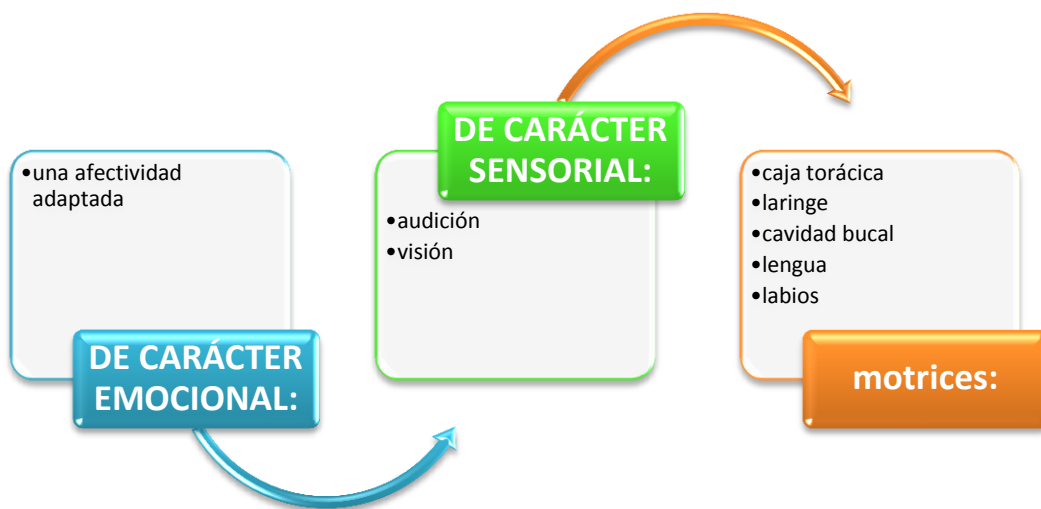 •una afectividad
adaptada
DE CARÁCTER
EMOCIONAL:
DE CARÁCTER
SENSORIAL:
•audición
•visión
•caja torácica
•laringe
•cavidad bucal
•lengua
•labios
motrices: